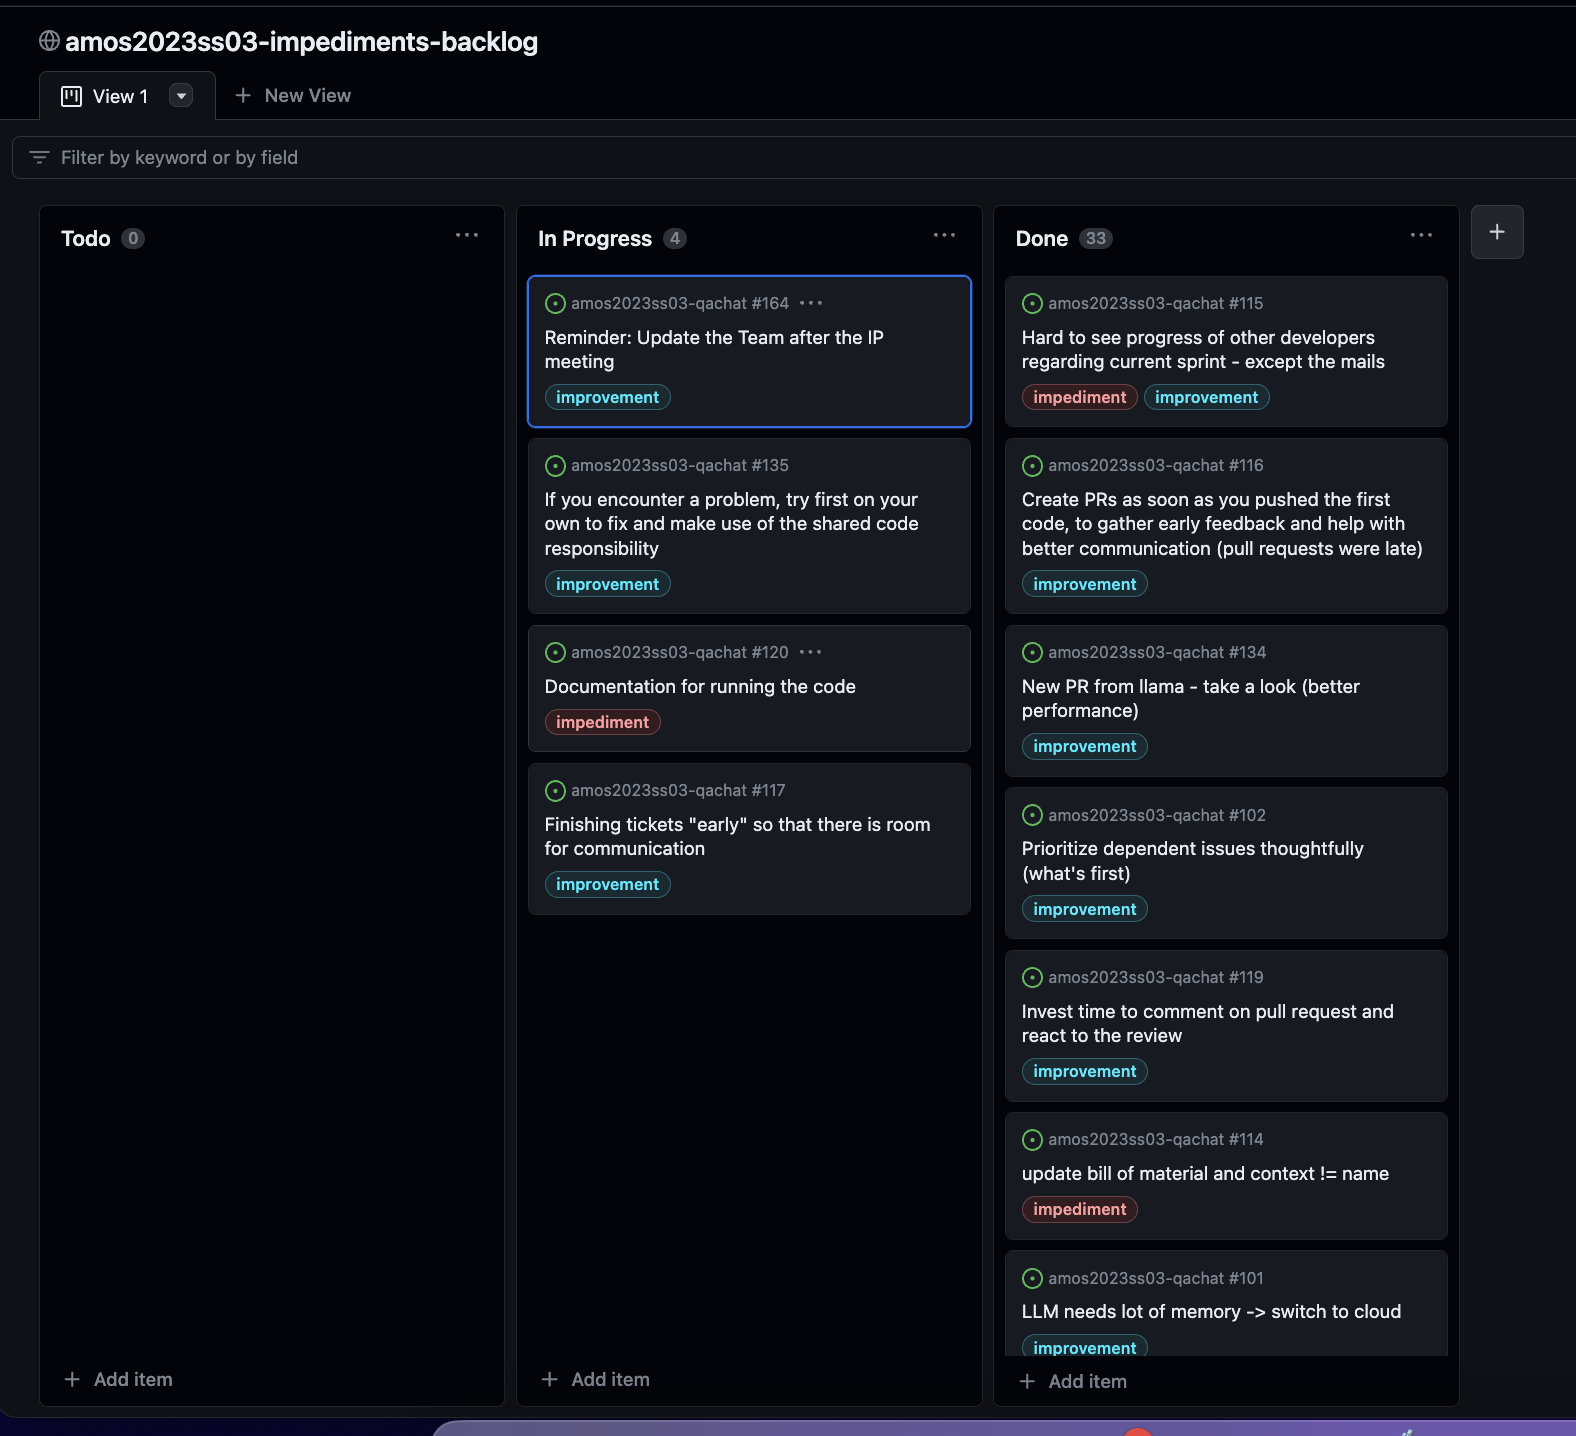 amos2023ss03-impediments-backlog
View 1
New View
Filter by keyword or by field
Todo 0
Add item
In Progress 4
amos2023ss03-qachat #164
Reminder: Update the Team after the IP
meeting
improvement
amos2023ss03-qachat #135
If you encounter a problem, try first on your
own to fix and make use of the shared code
responsibility
improvement
amos2023ss03-qachat #120
Documentation for running the code
impediment
amos2023ss03-qachat #117
Finishing tickets "early" so that there is room
for communication
improvement
Add item
Done 33
amos2023ss03-qachat #115
Hard to see progress of other developers
regarding current sprint - except the mails
impediment improvement
amos2023ss03-qachat #116
Create PRs as soon as you pushed the first
code, to gather early feedback and help with
better communication (pull requests were late)
improvement
amos2023ss03-qachat #134
New PR from llama - take a look (better
performance)
improvement
amos2023ss03-qachat #102
Prioritize dependent issues thoughtfully
(what's first)
improvement
amos2023ss03-qachat #119
Invest time to comment on pull request and
react to the review
improvement
amos2023ss03-qachat #114
update bill of material and context != name
impediment
amos2023ss03-qachat #101
LLM needs lot of memory -> switch to cloud
improvement
Add item